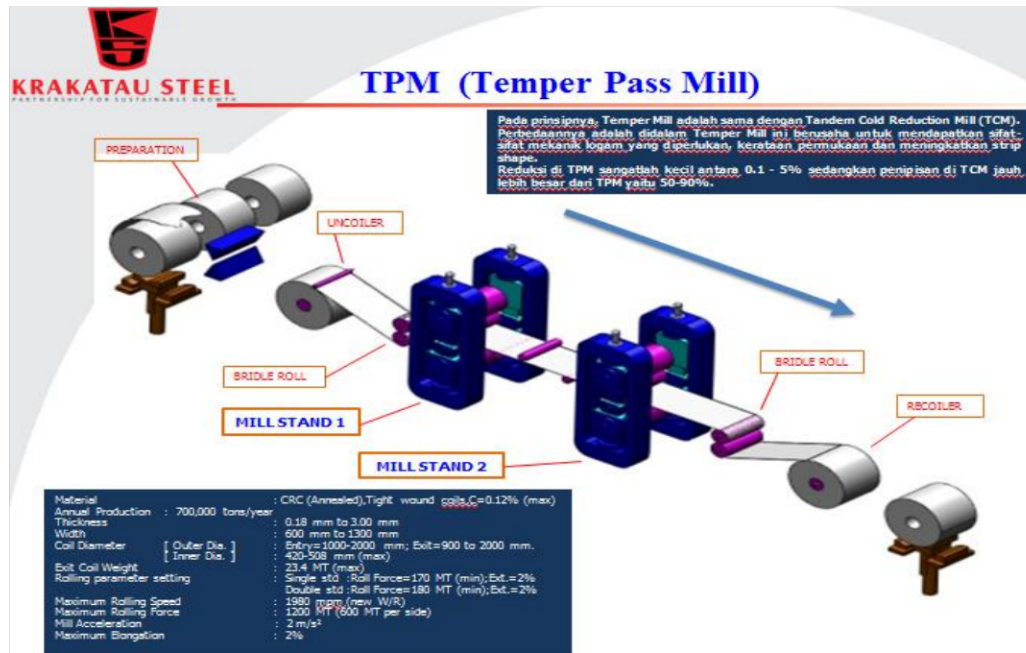 KRAKATAU STEEL
PARTNERSHIP FOR SUSTAINABLE GROWTH
TPM (Temper Pass Mill)
Pada prinsipnya, Temper Mill adalah sama dengan Tandem Cold Reduction Mill (TCM).
Perbedaannya adalah didalam Temper Mill ini berusaha untuk mendapatkan sifat-
sifat mekanik logam yang diperlukan, kerataan permukaan dan meningkatkan strip
shape.
Reduksi di TPM sangatlah kecil antara 0.1 - 5% sedangkan penipisan di TCM jauh
lebih besar dari TPM yaitu 50-90%.
PREPARATION
UNCOILER
BRIDLE ROLL
MILL STAND 1
MILL STAND 2
BRIDLE ROLL
RECOILER
Material : CRC (Annealed),Tight wound coils,C=0.12% (max)
Annual Production : 700,000 tons/year
Thickness : 0.18 mm to 3.00 mm
Width : 600 mm to 1300 mm
Coil Diameter [ Outer Dia. ] : Entry=1000-2000 mm; Exit=900 to 2000 mm.
[ Inner Dia. ] : 420-508 mm (max)
Exit Coil Weight : 23.4 MT (max)
Rolling parameter setting : Single std :Roll Force=170 MT (min);Ext.=2%
Double std :Roll Force=180 MT (min);Ext.=2%
Maximum Rolling Speed : 1980 mpm (new W/R)
Maximum Rolling Force : 1200 MT (600 MT per side)
Mill Acceleration : 2 m/s²
Maximum Elongation : 2%